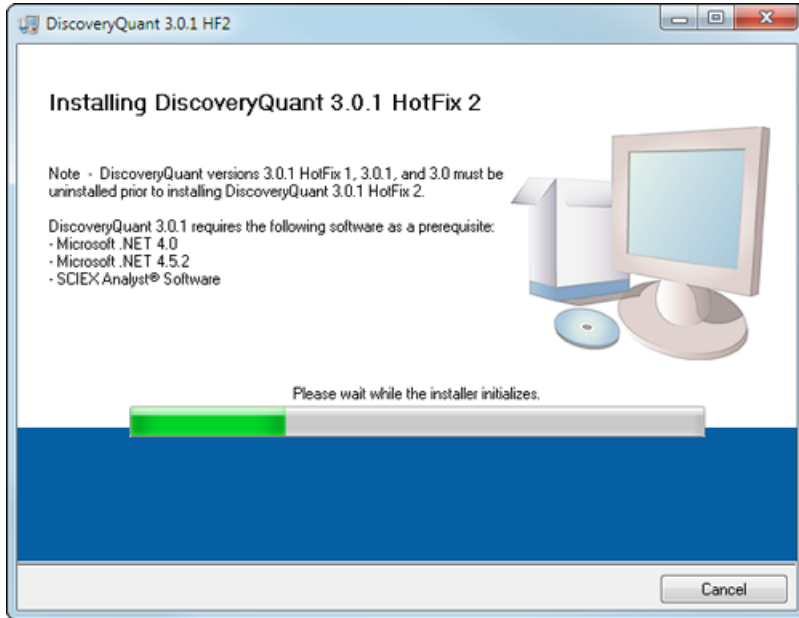 DiscoveryQuant 3.0.1 HF2
Installing DiscoveryQuant 3.0.1 HotFix 2
Note - DiscoveryQuant versions 3.0.1 HotFix 1, 3.0.1, and 3.0 must be
uninstalled prior to installing DiscoveryQuant 3.0.1 HotFix 2.
DiscoveryQuant 3.0.1 requires the following software as a prerequisite:
- Microsoft .NET 4.0
- Microsoft .NET 4.5.2
- SCIEX Analyst® Software
Please wait while the installer initializes.
Cancel